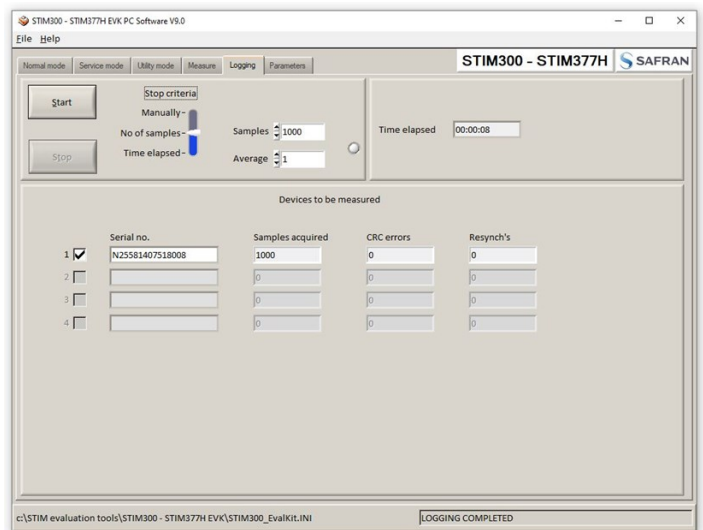 STIM300 - STIM377H EVK PC Software V9.0
File Help
Normal mode Service mode Utility mode Measure Logging Parameters
STIM300 - STIM377H SAFRAN
Start
Stop
Stop criteria
Manually
No of samples
Time elapsed
Samples 1000
Average 1
Time elapsed 00:00:08
Devices to be measured
Serial no. Samples acquired CRC errors Resynch's
1 N25581407518008 1000 0 0
2 0 0 0
3 0 0 0
4 0 0 0
c:\STIM evaluation tools\STIM300 - STIM377H EVK\STIM300_EvalKit.INI LOGGING COMPLETED